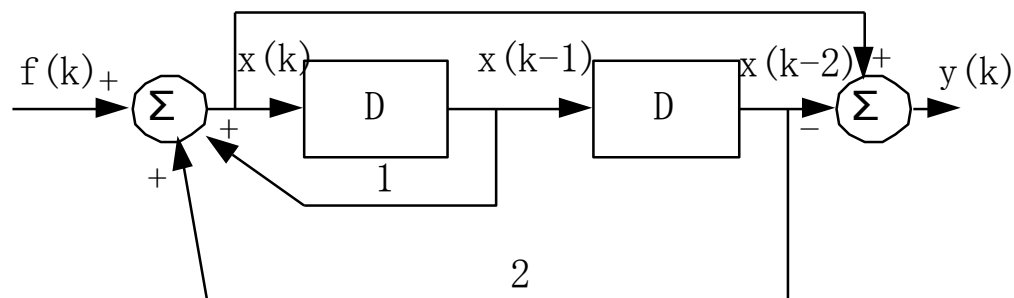 f(k) + Σ x(k) D x(k-1) D x(k-2) + Σ y(k)
+ -
+ 1
2